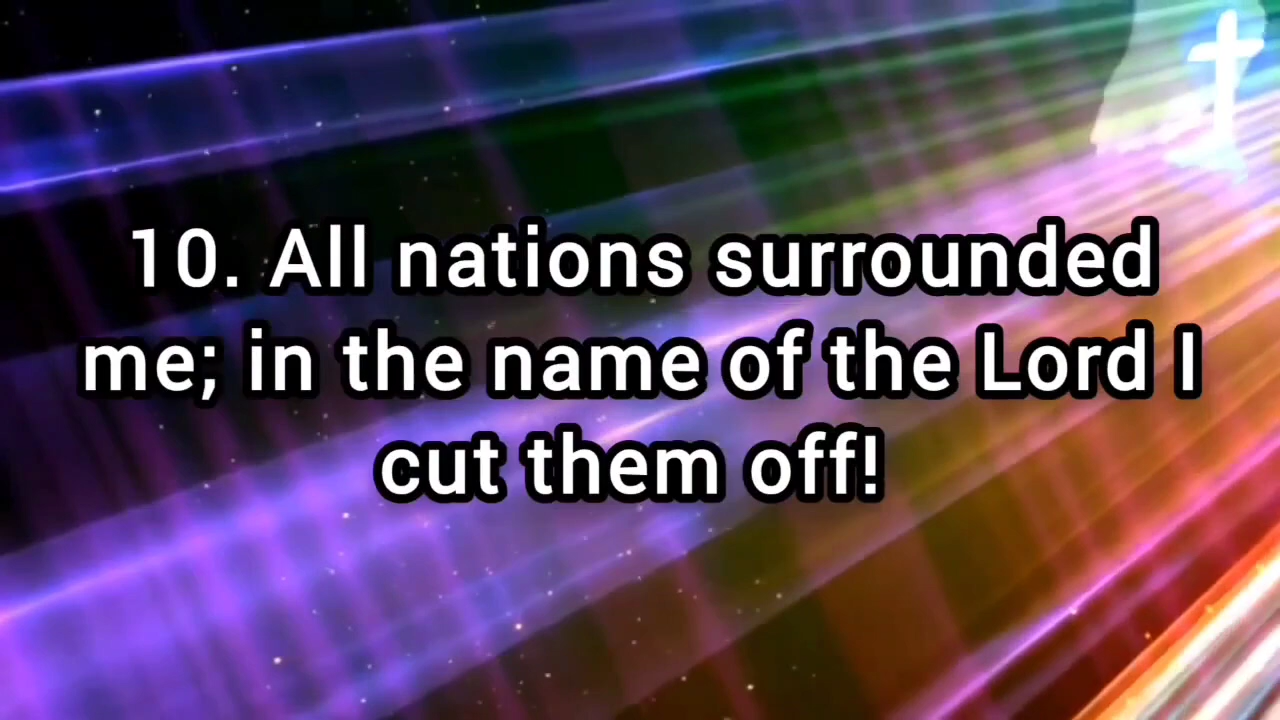 10. All nations surrounded
me; in the name of the Lord I
cut them off!